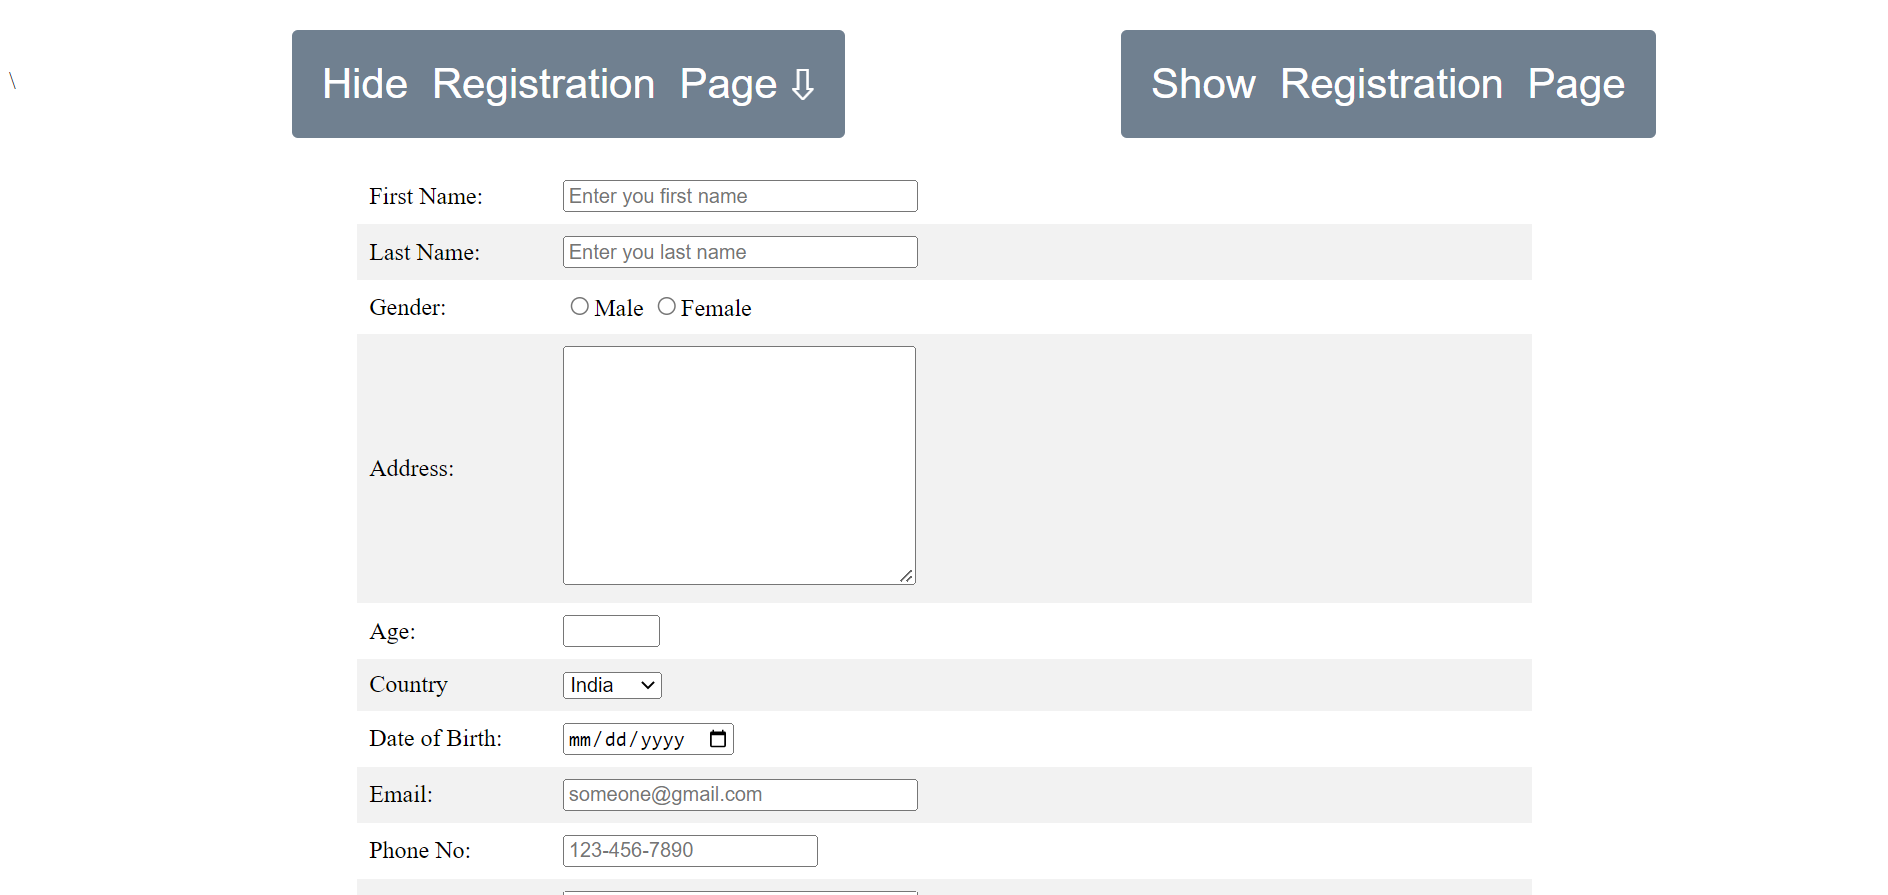 Hide Registration Page ⇩ Show Registration Page
\
First Name: Enter you first name
Last Name: Enter you last name
Gender: Male Female
Address:
Age:
Country India
Date of Birth: mm/dd/yyyy
Email: someone@gmail.com
Phone No: 123-456-7890